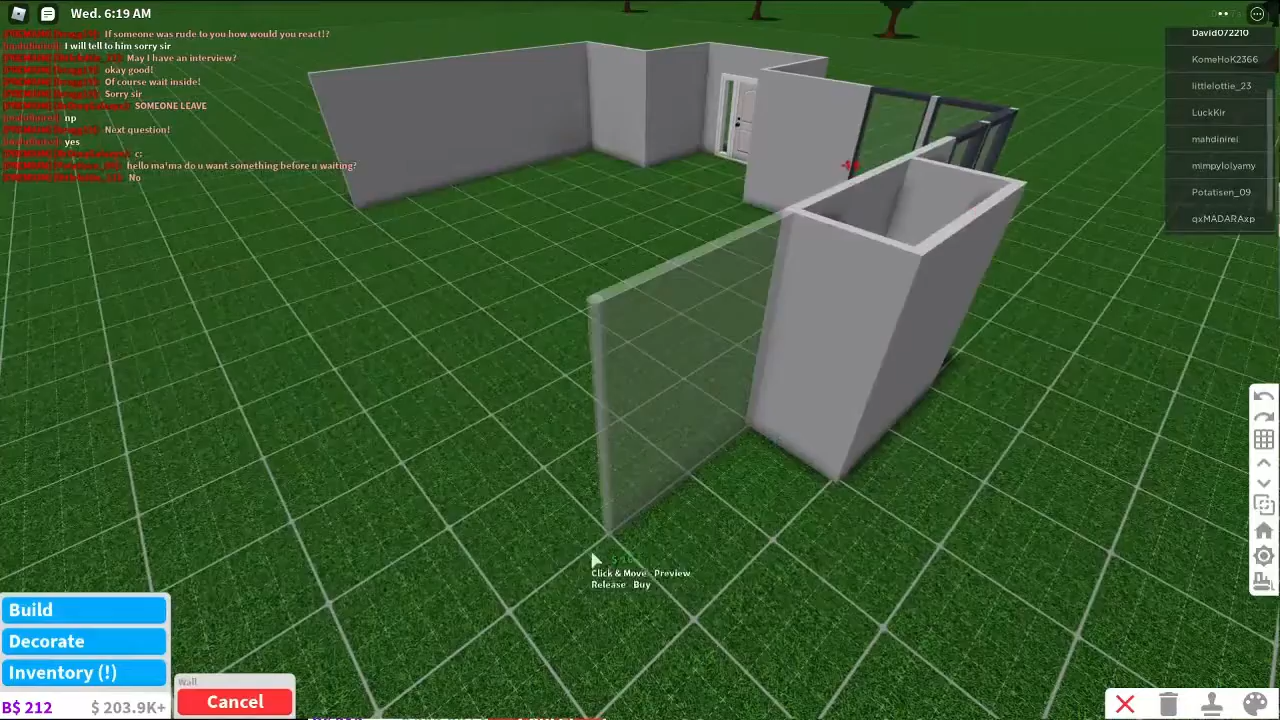 Wed. 6:19 AM
If someone was rude to you how would you react!?
I will tell to him sorry sir
May I have an interview?
okay good!
Of course wait inside!
Sorry sir
SOMEONE LEAVE
np
Next question!
yes
c:
hello ma'ma do u want something before u waiting?
No
David072210
KomeHoK2366
littlelottie_23
LuckKir
mahdinirel
mimpylolyamy
Potatisen_09
qxMADARAxp
Click & Move - Preview
Release - Buy
Build
Decorate
Inventory (!)
Wall
Cancel
B$ 212
$ 203.9K+